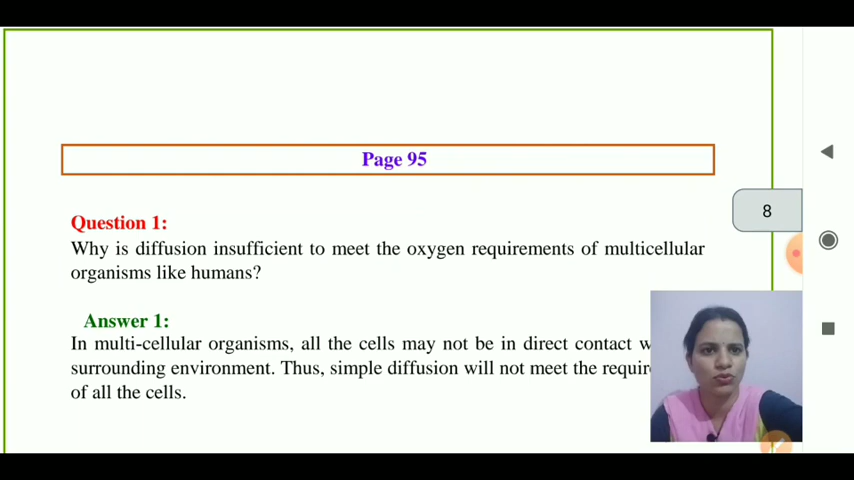 Page 95
8
Question 1:
Why is diffusion insufficient to meet the oxygen requirements of multicellular
organisms like humans?
Answer 1:
In multi-cellular organisms, all the cells may not be in direct contact
surrounding environment. Thus, simple diffusion will not meet the
of all the cells.